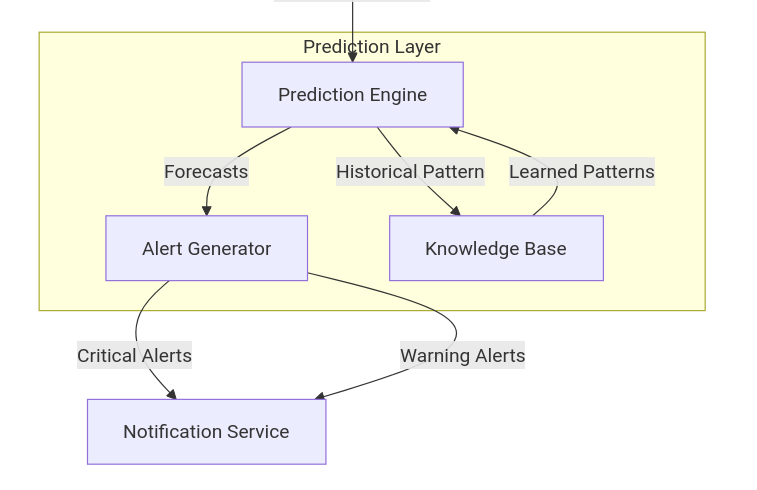 Prediction Layer
Prediction Engine
Forecasts
Historical Pattern
Learned Patterns
Alert Generator
Knowledge Base
Critical Alerts
Warning Alerts
Notification Service